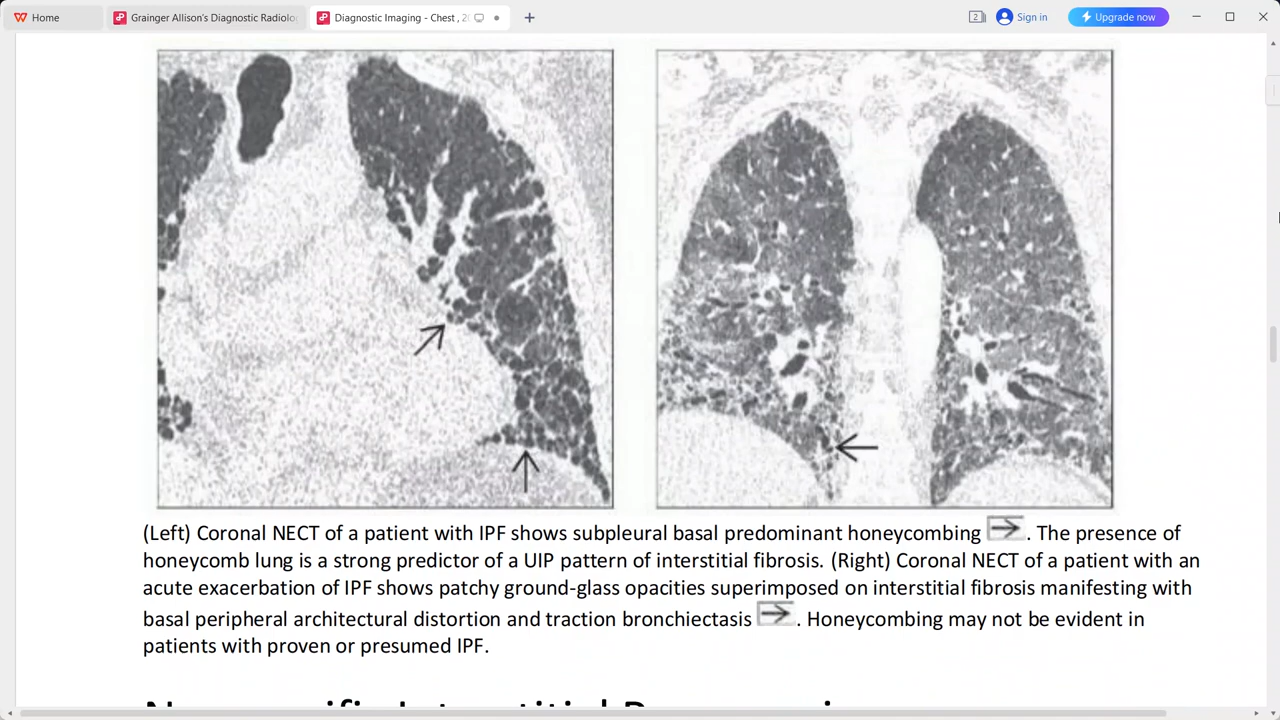 Home
Grainger Allison's Diagnostic Radiolo
Diagnostic Imaging - Chest , 2
2
Sign in
Upgrade now
(Left) Coronal NECT of a patient with IPF shows subpleural basal predominant honeycombing . The presence of
honeycomb lung is a strong predictor of a UIP pattern of interstitial fibrosis. (Right) Coronal NECT of a patient with an
acute exacerbation of IPF shows patchy ground-glass opacities superimposed on interstitial fibrosis manifesting with
basal peripheral architectural distortion and traction bronchiectasis . Honeycombing may not be evident in
patients with proven or presumed IPF.